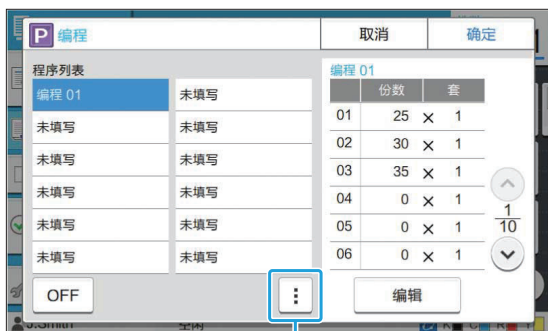 P 编程 取消 确定
程序列表 编程 01
编程 01 未填写 份数 套
未填写 未填写 01 25 × 1
未填写 未填写 02 30 × 1
未填写 未填写 03 35 × 1
未填写 未填写 04 0 × 1
未填写 未填写 05 0 × 1
06 0 × 1
1
10
OFF 编辑
J.Smith 空闲